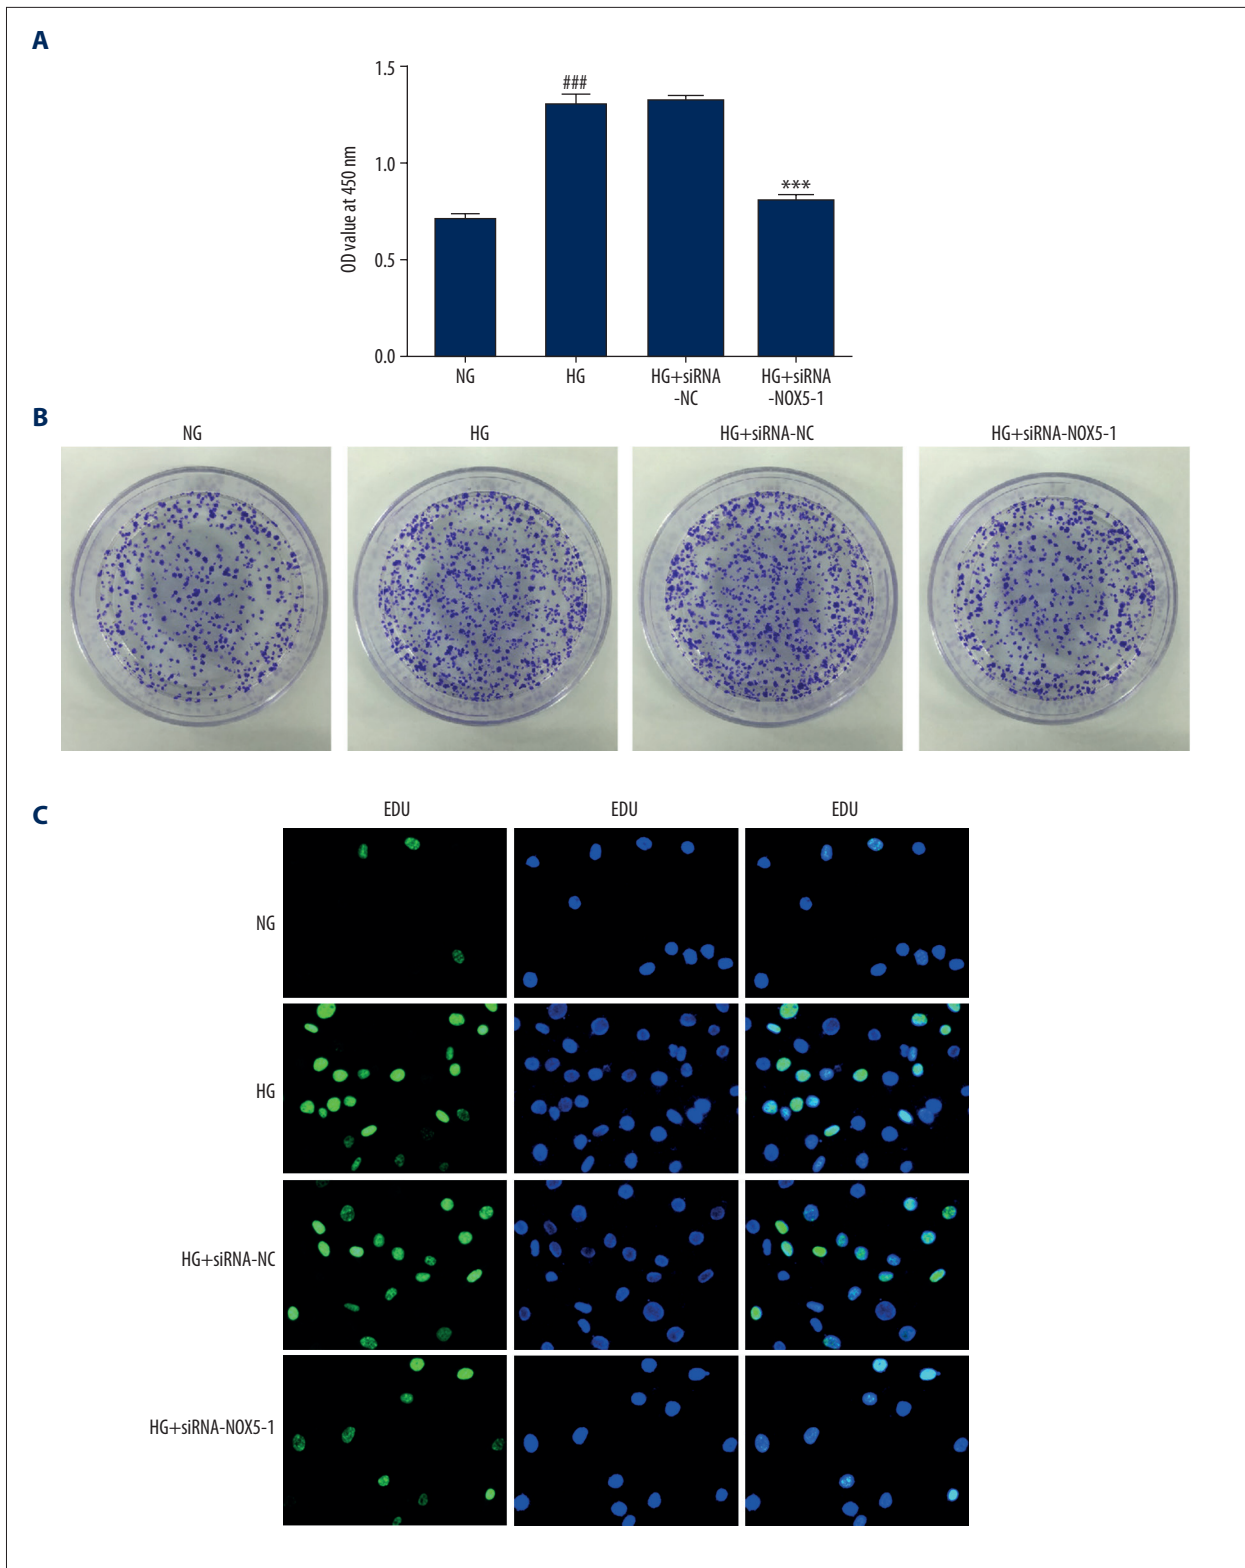 A
1.5
1.0
0.5
0.0
OD value at 450 nm
###
***
NG
HG
HG+siRNA
-NC
HG+siRNA
-NOX5-1
B
NG
HG
HG+siRNA-NC
HG+siRNA-NOX5-1
C
EDU
EDU
EDU
NG
HG
HG+siRNA-NC
HG+siRNA-NOX5-1